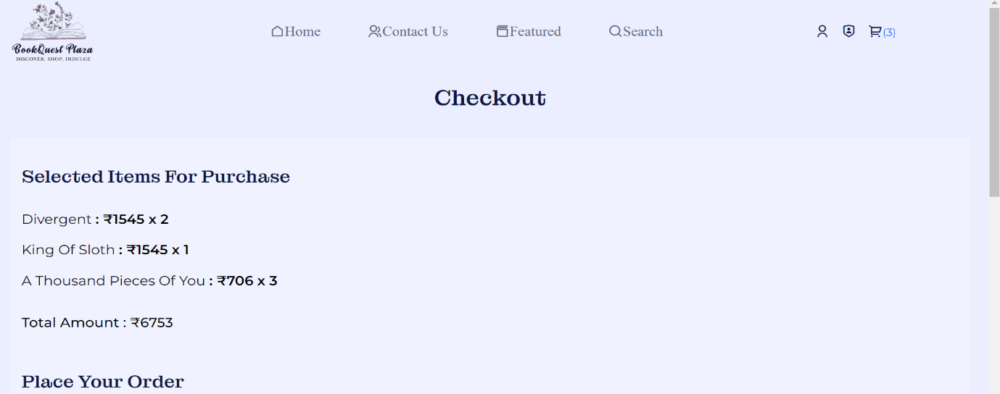 BookQuest Plaza
DISCOVER, SHOP, INDULGE
Home Contact Us Featured Search (3)
Checkout
Selected Items For Purchase
Divergent : ₹1545 x 2
King Of Sloth : ₹1545 x 1
A Thousand Pieces Of You : ₹706 x 3
Total Amount : ₹6753
Place Your Order